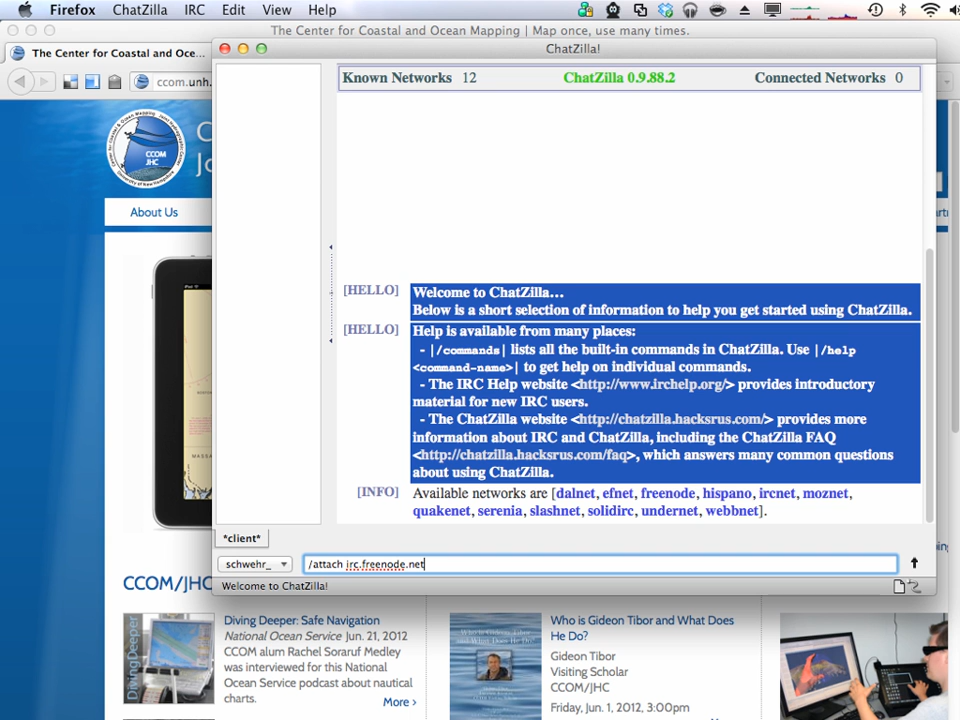 Firefox ChatZilla IRC Edit View Help
The Center for Coastal and Ocean Mapping | Map once, use many times.
The Center for Coastal and Oce...
ChatZilla!
ccom.unh.
Known Networks 12 ChatZilla 0.9.88.2 Connected Networks 0
CCOM
JHC
About Us
[HELLO] Welcome to ChatZilla...
Below is a short selection of information to help you get started using ChatZilla.
[HELLO] Help is available from many places:
- |/commands| lists all the built-in commands in ChatZilla. Use |/help
<command-name>| to get help on individual commands.
- The IRC Help website <http://www.irchelp.org/> provides introductory
material for new IRC users.
- The ChatZilla website <http://chatzilla.hacksrus.com/> provides more
information about IRC and ChatZilla, including the ChatZilla FAQ
<http://chatzilla.hacksrus.com/faq>, which answers many common questions
about using ChatZilla.
[INFO] Available networks are [dalnet, efnet, freenode, hispano, ircnet, moznet,
quakenet, serenia, slashnet, solidirc, undernet, webbnet].
*client*
schwehr_ /attach irc.freenode.net
Welcome to ChatZilla!
CCOM/JHC
DivingDeeper
Diving Deeper: Safe Navigation
National Ocean Service Jun. 21, 2012
CCOM alum Rachel Soraruf Medley
was interviewed for this National
Ocean Service podcast about nautical
charts.
More ›
Who is Gideon Tibor and What Does
He Do?
Gideon Tibor
Visiting Scholar
CCOM/JHC
Friday, Jun. 1, 2012, 3:00pm